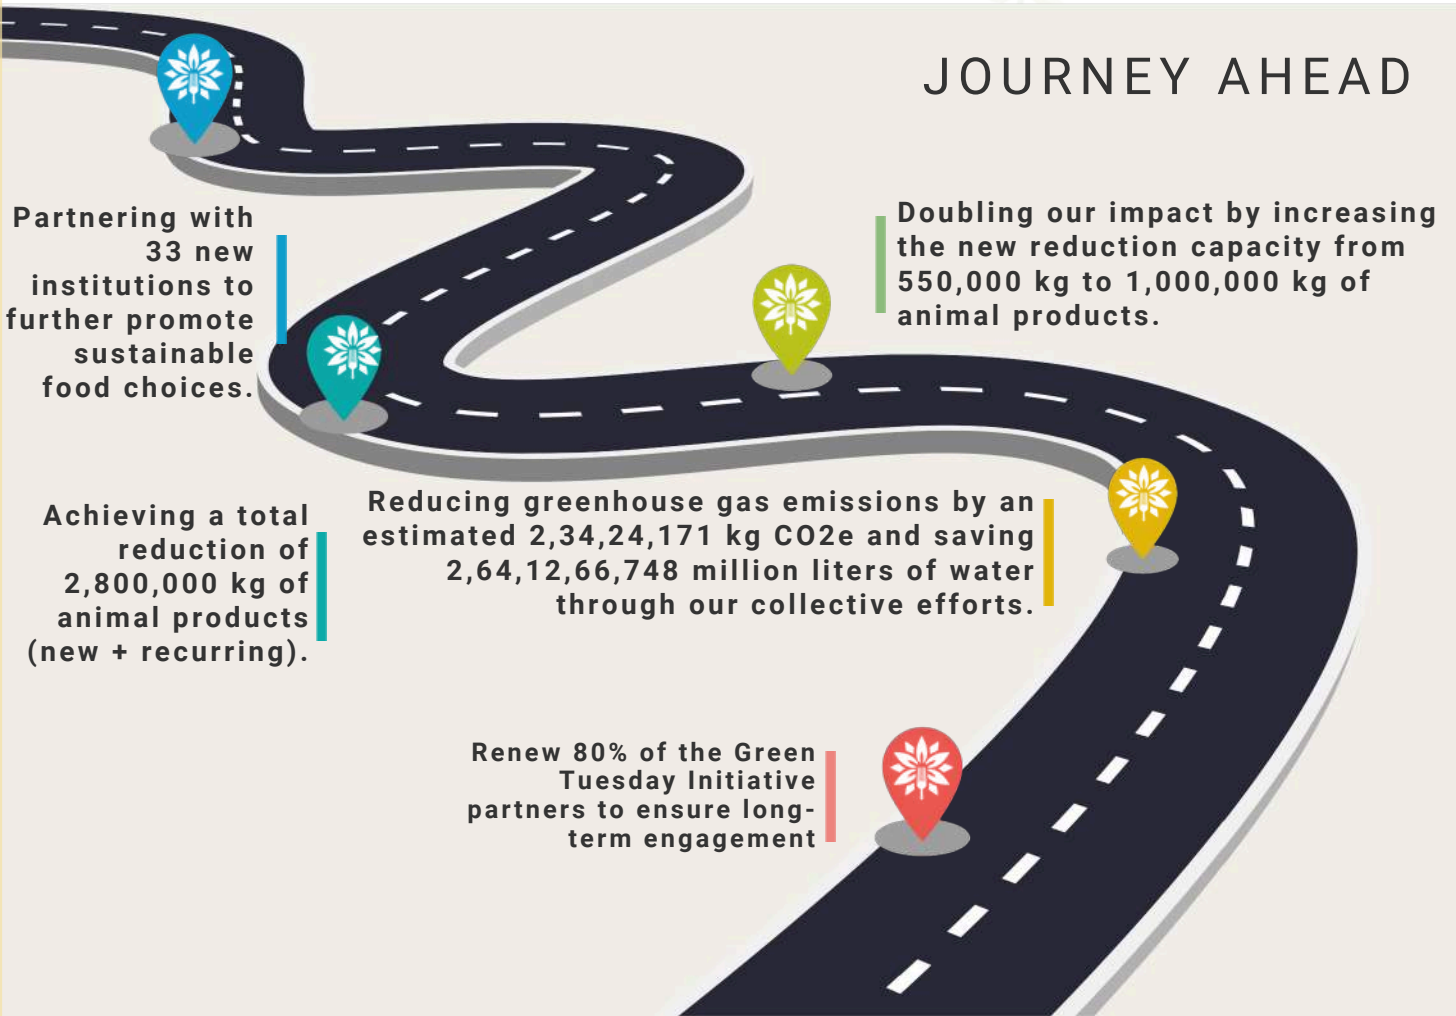 JOURNEY AHEAD
Partnering with
33 new
institutions to
further promote
sustainable
food choices.
Doubling our impact by increasing
the new reduction capacity from
550,000 kg to 1,000,000 kg of
animal products.
Achieving a total
reduction of
2,800,000 kg of
animal products
(new + recurring).
Reducing greenhouse gas emissions by an
estimated 2,34,24,171 kg CO2e and saving
2,64,12,66,748 million liters of water
through our collective efforts.
Renew 80% of the Green
Tuesday Initiative
partners to ensure long-
term engagement